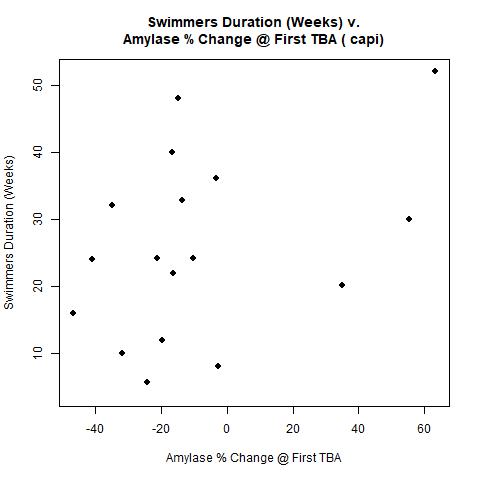 Swimmers Duration (Weeks) v.
Amylase % Change @ First TBA ( capi)
Swimmers Duration (Weeks)
50
40
30
20
10
-40 -20 0 20 40 60
Amylase % Change @ First TBA